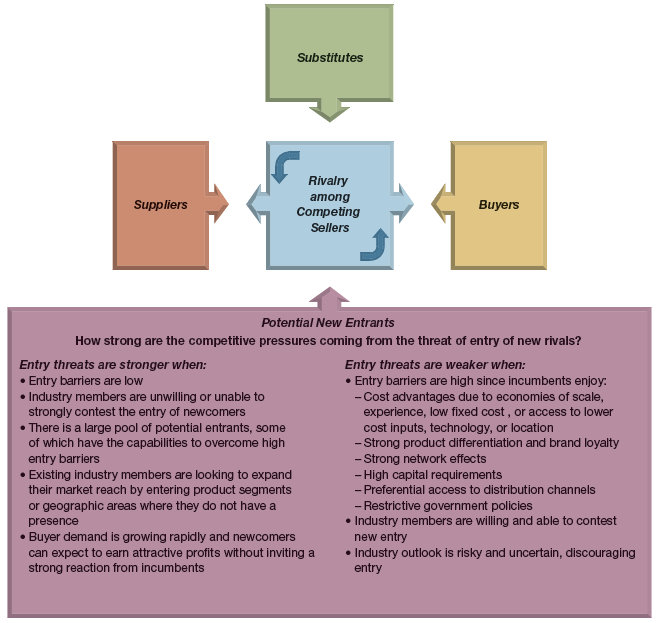 Substitutes
Suppliers
Rivalry
among
Competing
Sellers
Buyers
Potential New Entrants
How strong are the competitive pressures coming from the threat of entry of new rivals?
Entry threats are stronger when:
• Entry barriers are low
• Industry members are unwilling or unable to
strongly contest the entry of newcomers
• There is a large pool of potential entrants, some
of which have the capabilities to overcome high
entry barriers
• Existing industry members are looking to expand
their market reach by entering product segments
or geographic areas where they do not have a
presence
• Buyer demand is growing rapidly and newcomers
can expect to earn attractive profits without inviting a
strong reaction from incumbents
Entry threats are weaker when:
• Entry barriers are high since incumbents enjoy:
– Cost advantages due to economies of scale,
experience, low fixed cost , or access to lower
cost inputs, technology, or location
– Strong product differentiation and brand loyalty
– Strong network effects
– High capital requirements
– Preferential access to distribution channels
– Restrictive government policies
• Industry members are willing and able to contest
new entry
• Industry outlook is risky and uncertain, discouraging
entry